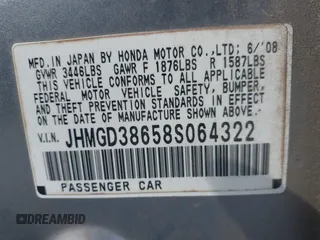 MFD. IN JAPAN BY HONDA MOTOR CO.,LTD; 6/'08
GVWR 3446LBS GAWR F 1876LBS R 1587LBS
THIS VEHICLE CONFORMS TO ALL APPLICABLE
FEDERAL MOTOR VEHICLE SAFETY, BUMPER,
AND THEFT PREVENTION STANDARDS IN EFFECT
ON THE DATE OF MANUFACTURE SHOWN ABOVE.
V.I.N. JHMGD38658S064322
PASSENGER CAR
DREAMBID